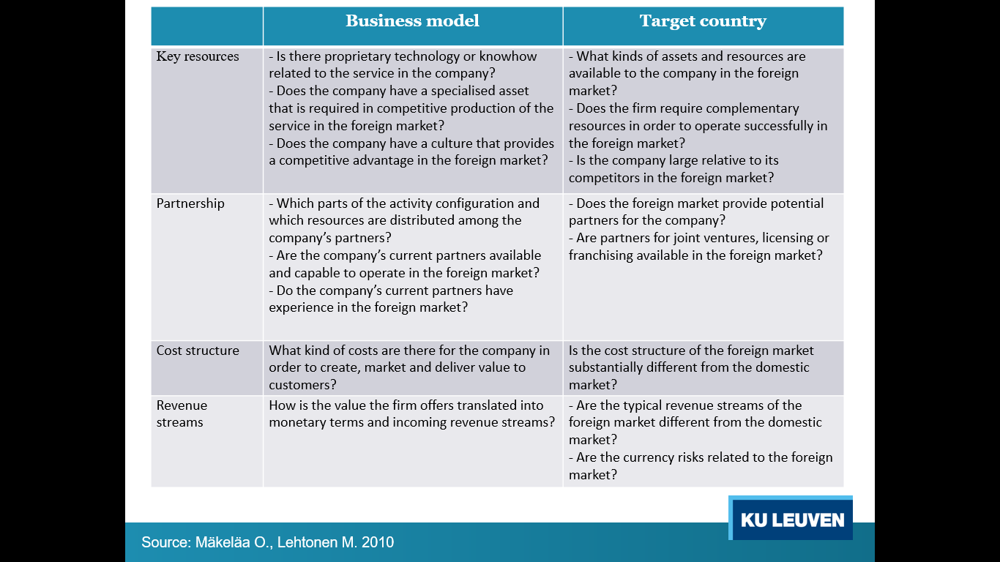 Business model
Target country
Key resources
- Is there proprietary technology or knowhow
related to the service in the company?
- Does the company have a specialised asset
that is required in competitive production of the
service in the foreign market?
- Does the company have a culture that provides
a competitive advantage in the foreign market?
- What kinds of assets and resources are
available to the company in the foreign
market?
- Does the firm require complementary
resources in order to operate successfully in
the foreign market?
- Is the company large relative to its
competitors in the foreign market?
Partnership
- Which parts of the activity configuration and
which resources are distributed among the
company’s partners?
- Are the company’s current partners available
and capable to operate in the foreign market?
- Do the company’s current partners have
experience in the foreign market?
- Does the foreign market provide potential
partners for the company?
- Are partners for joint ventures, licensing or
franchising available in the foreign market?
Cost structure
What kind of costs are there for the company in
order to create, market and deliver value to
customers?
Is the cost structure of the foreign market
substantially different from the domestic
market?
Revenue
streams
How is the value the firm offers translated into
monetary terms and incoming revenue streams?
- Are the typical revenue streams of the
foreign market different from the domestic
market?
- Are the currency risks related to the foreign
market?
KU LEUVEN
Source: Mäkeläa O., Lehtonen M. 2010